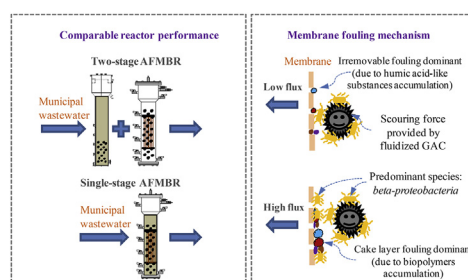 Comparable reactor performance
Two-stage AFMBR
Municipal
wastewater
Single-stage AFMBR
Municipal
wastewater
Membrane fouling mechanism
Membrane
Irremovable fouling dominant
(due to humic acid-like
substances accumulation)
Low flux
Scouring force
provided by
fluidized GAC
Predominant species:
beta-proteobacteria
High flux
Cake layer fouling dominant
(due to biopolymers
accumulation)